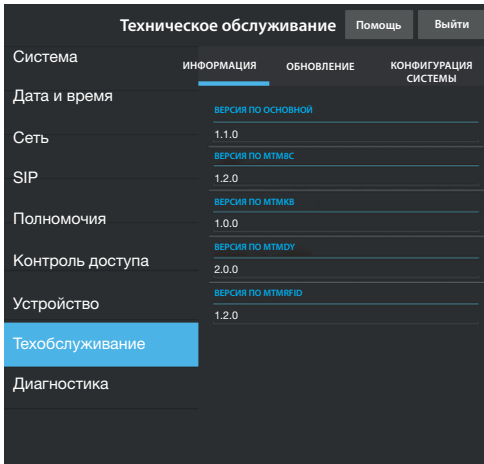 Техническое обслуживание
Помощь
Выйти
Система
Дата и время
Сеть
SIP
Полномочия
Контроль доступа
Устройство
Техобслуживание
Диагностика
ИНФОРМАЦИЯ
ОБНОВЛЕНИЕ
КОНФИГУРАЦИЯ
СИСТЕМЫ
ВЕРСИЯ ПО ОСНОВНОЙ
1.1.0
ВЕРСИЯ ПО MTM8C
1.2.0
ВЕРСИЯ ПО MTMKB
1.0.0
ВЕРСИЯ ПО MTMDY
2.0.0
ВЕРСИЯ ПО MTMRFID
1.2.0